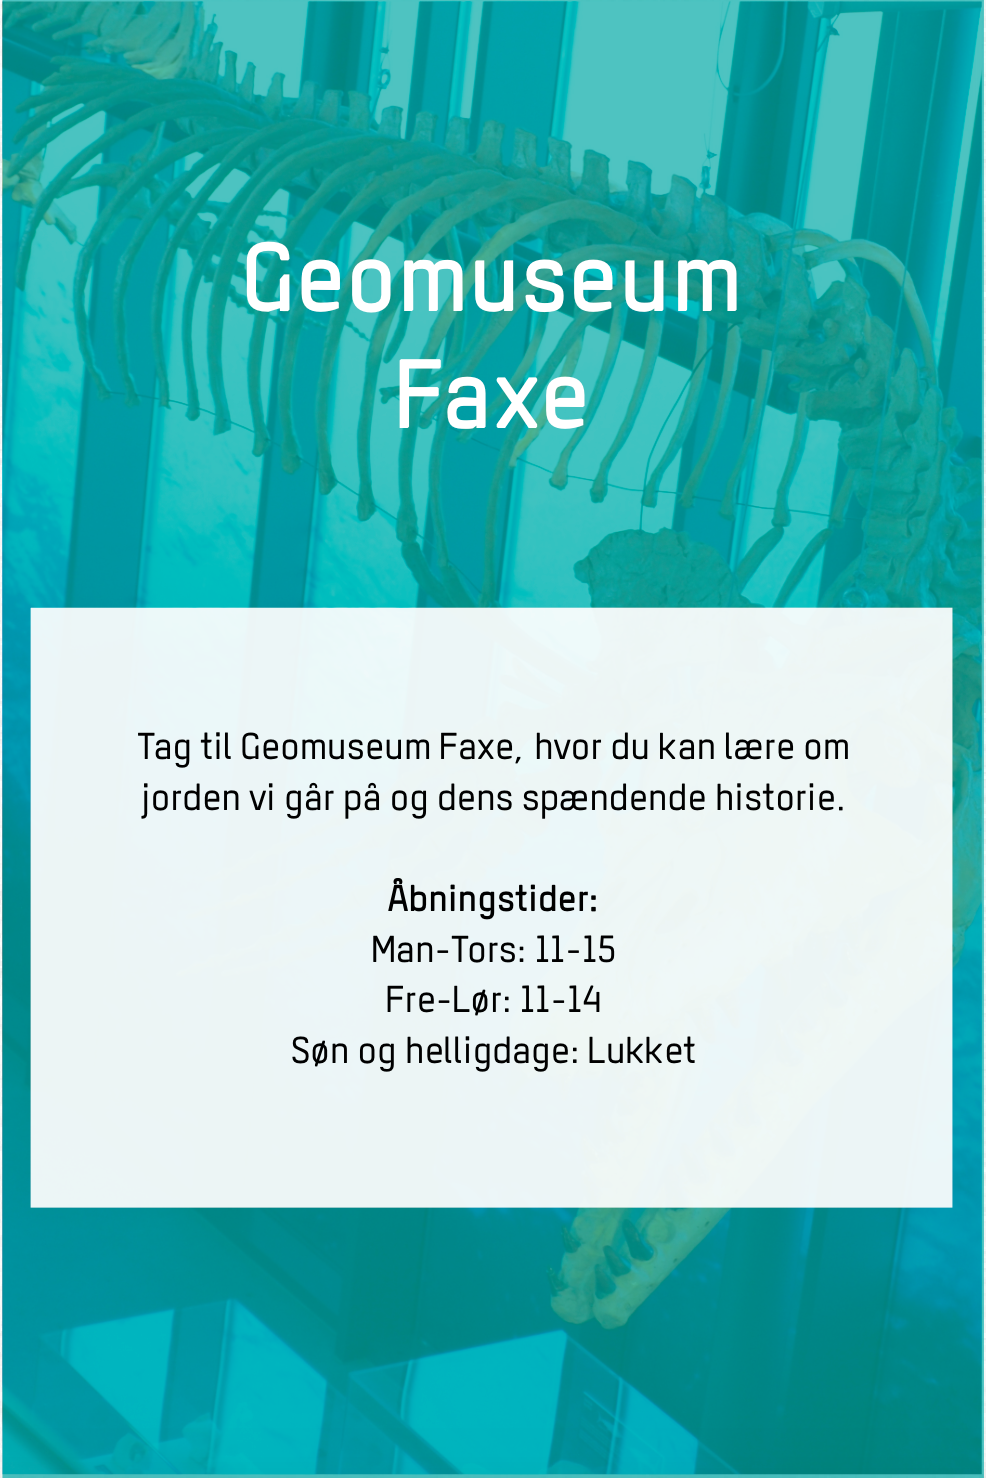 Geomuseum
Faxe
Tag til Geomuseum Faxe, hvor du kan lære om
jorden vi går på og dens spændende historie.
Åbningstider:
Man-Tors: 11-15
Fre-Lør: 11-14
Søn og helligdage: Lukket